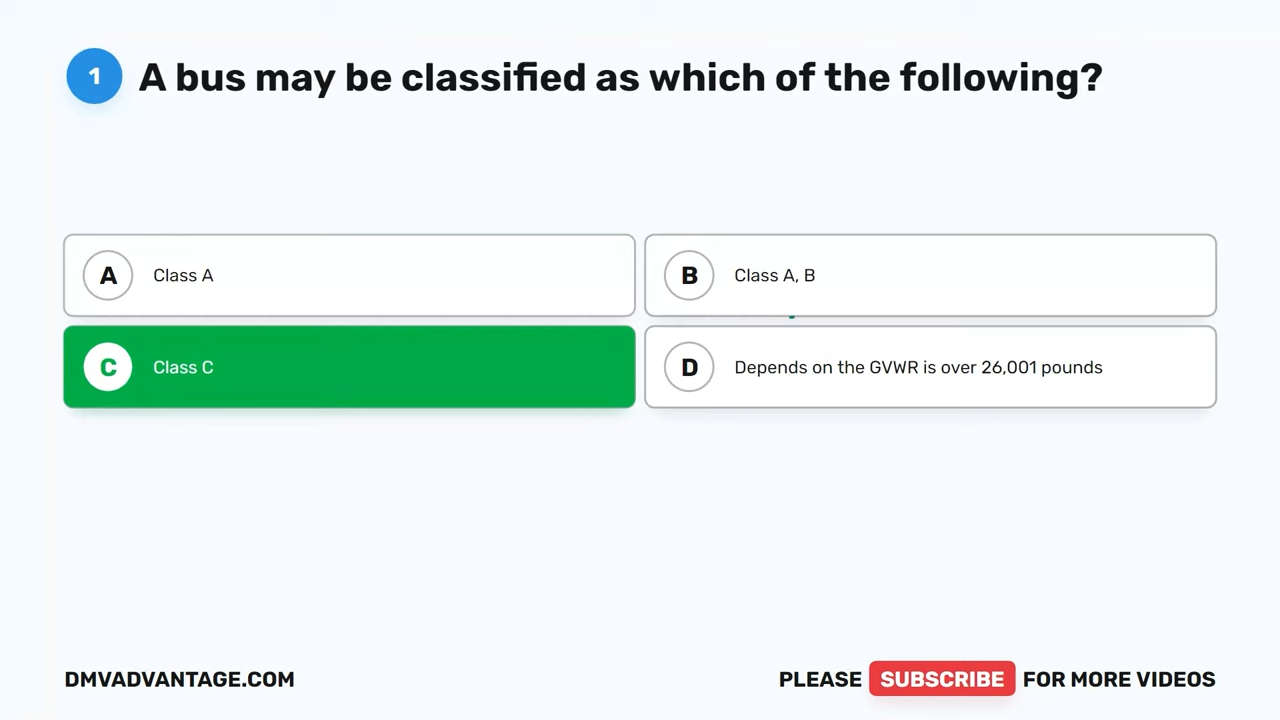 1 A bus may be classified as which of the following?
A Class A
B Class A, B
C Class C
D Depends on the GVWR is over 26,001 pounds
DMVADVANTAGE.COM
PLEASE SUBSCRIBE FOR MORE VIDEOS